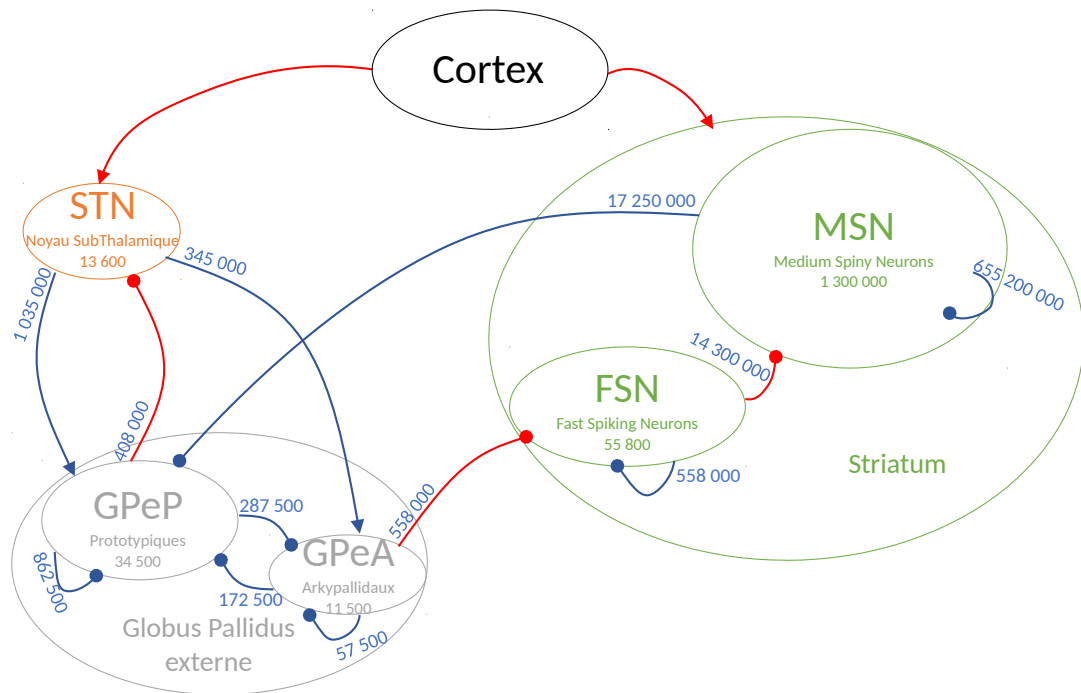 Cortex
STN
Noyau SubThalamique
13 600
345 000
1 035 000
408 000
17 250 000
MSN
Medium Spiny Neurons
1 300 000
655 200 000
14 300 000
FSN
Fast Spiking Neurons
55 800
558 000
Striatum
558 000
GPeP
Prototypiques
34 500
287 500
GPeA
Arkypallidaux
11 500
862 500
172 500
57 500
Globus Pallidus
externe